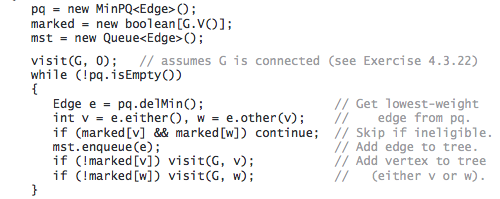 pq = new MinPQ<Edge>();
marked = new boolean[G.V()];
mst = new Queue<Edge>();
visit(G, 0);   // assumes G is connected (see Exercise 4.3.22)
while (!pq.isEmpty())
{
   Edge e = pq.delMin();                  // Get lowest-weight
   int v = e.either(), w = e.other(v);    //    edge from pq.
   if (marked[v] && marked[w]) continue;  // Skip if ineligible.
   mst.enqueue(e);                        // Add edge to tree.
   if (!marked[v]) visit(G, v);           // Add vertex to tree
   if (!marked[w]) visit(G, w);           //   (either v or w).
}